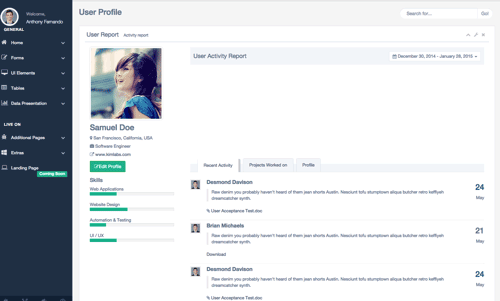 Welcome,
Anthony Fernando
GENERAL
Home
Forms
UI Elements
Tables
Data Presentation
LIVE ON
Additional Pages
Extras
Landing Page
Coming Soon
User Profile
Search for...
Go!
User Report Activity report
Samuel Doe
San Francisco, California, USA
Software Engineer
www.kimlabs.com
Edit Profile
Skills
Web Applications
Website Design
Automation & Testing
UI / UX
User Activity Report
December 30, 2014 - January 28, 2015
Recent Activity
Projects Worked on
Profile
Desmond Davison
24
May
Raw denim you probably haven't heard of them jean shorts Austin. Nesciunt tofu stumptown aliqua butcher retro keffiyeh
dreamcatcher synth.
User Acceptance Test.doc
Brian Michaels
21
May
Raw denim you probably haven't heard of them jean shorts Austin. Nesciunt tofu stumptown aliqua butcher retro keffiyeh
dreamcatcher synth.
Download
Desmond Davison
24
May
Raw denim you probably haven't heard of them jean shorts Austin. Nesciunt tofu stumptown aliqua butcher retro keffiyeh
dreamcatcher synth.
User Acceptance Test.doc